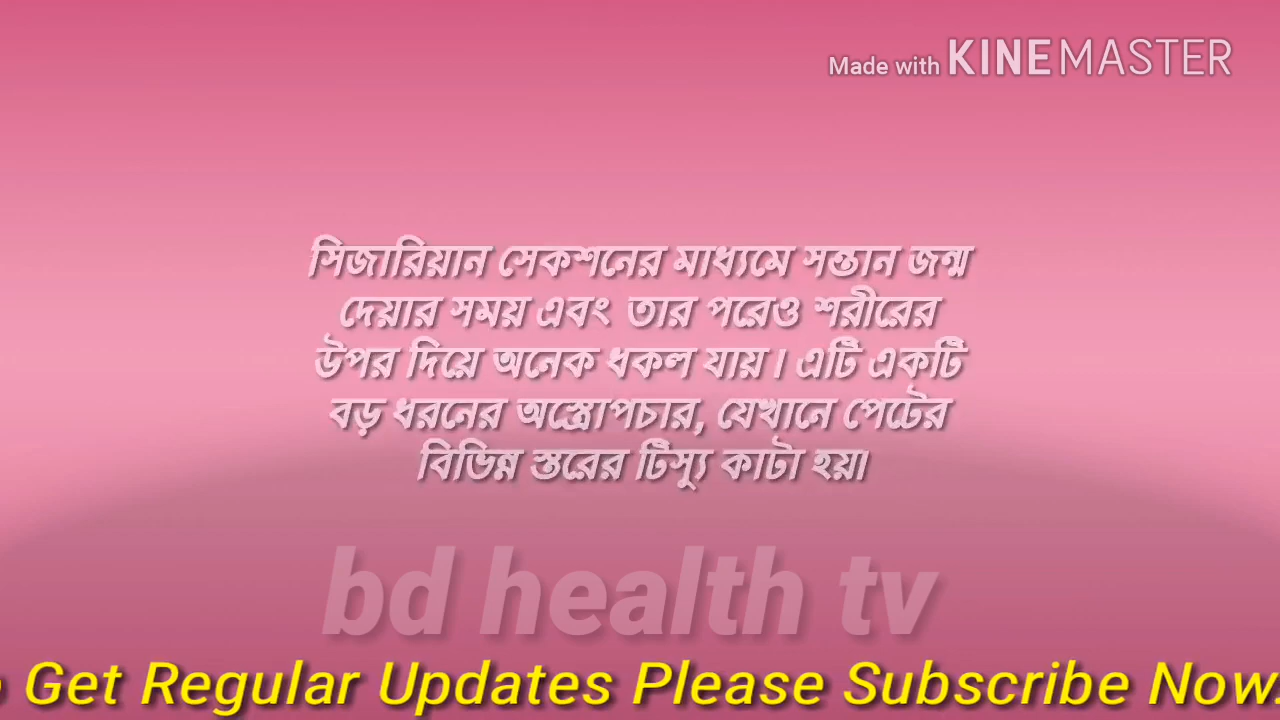 Made with KINEMASTER
সিজারিয়ান সেকশনের মাধ্যমে সন্তান জন্ম
দেয়ার সময় এবং তার পরেও শরীরের
উপর দিয়ে অনেক ধকল যায়। এটি একটি
বড় ধরনের অস্ত্রোপচার, যেখানে পেটের
বিভিন্ন স্তরের টিস্যু কাটা হয়।
bd health tv
Get Regular Updates Please Subscribe Now.